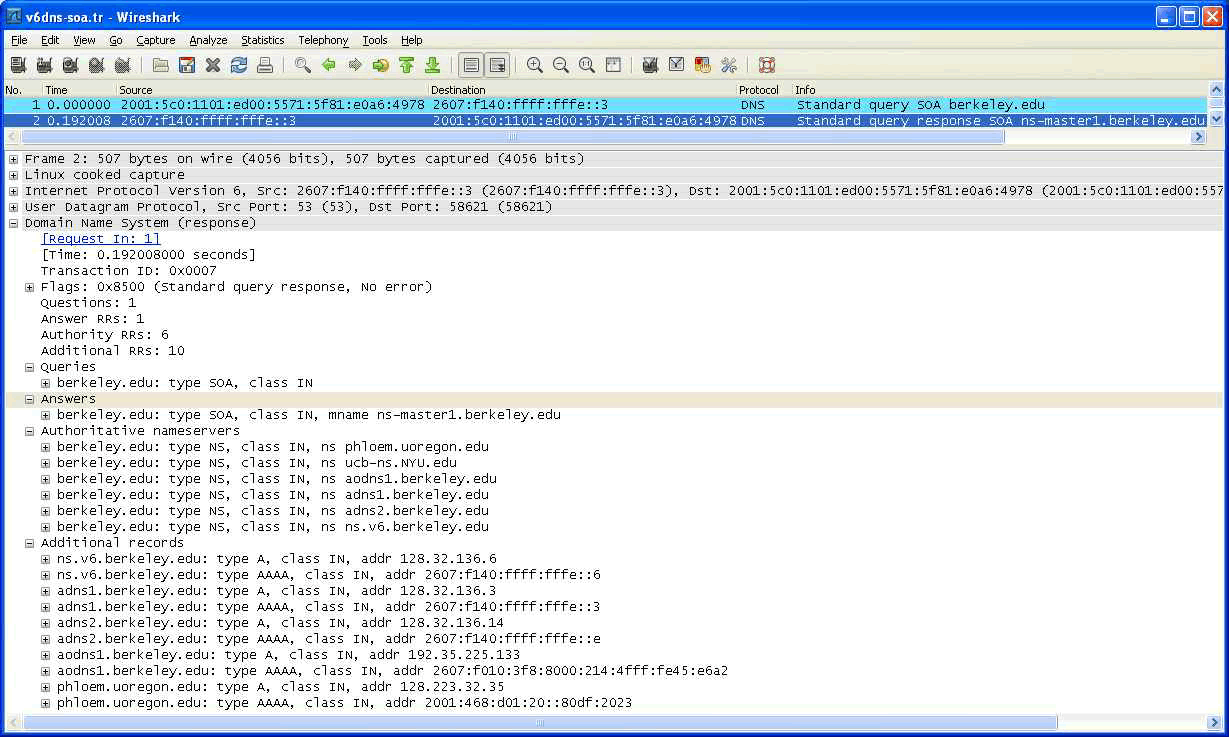 v6dns-soa.tr - Wireshark
File Edit View Go Capture Analyze Statistics Telephony Tools Help
No. Time Source Destination Protocol Info
1 0.000000 2001:5c0:1101:ed00:5571:5f81:e0a6:4978 2607:f140:ffff:fffe::3 DNS Standard query SOA berkeley.edu
2 0.192008 2607:f140:ffff:fffe::3 2001:5c0:1101:ed00:5571:5f81:e0a6:4978 DNS Standard query response SOA ns-master1.berkeley.edu
Frame 2: 507 bytes on wire (4056 bits), 507 bytes captured (4056 bits)
Linux cooked capture
Internet Protocol Version 6, Src: 2607:f140:ffff:fffe::3 (2607:f140:ffff:fffe::3), Dst: 2001:5c0:1101:ed00:5571:5f81:e0a6:4978 (2001:5c0:1101:ed00:557
User Datagram Protocol, Src Port: 53 (53), Dst Port: 58621 (58621)
Domain Name System (response)
[Request In: 1]
[Time: 0.192008000 seconds]
Transaction ID: 0x0007
Flags: 0x8500 (Standard query response, No error)
Questions: 1
Answer RRs: 1
Authority RRs: 6
Additional RRs: 10
Queries
berkeley.edu: type SOA, class IN
Answers
berkeley.edu: type SOA, class IN, mname ns-master1.berkeley.edu
Authoritative nameservers
berkeley.edu: type NS, class IN, ns phloem.uoregon.edu
berkeley.edu: type NS, class IN, ns ucb-ns.NYU.edu
berkeley.edu: type NS, class IN, ns aodns1.berkeley.edu
berkeley.edu: type NS, class IN, ns adns1.berkeley.edu
berkeley.edu: type NS, class IN, ns adns2.berkeley.edu
berkeley.edu: type NS, class IN, ns ns.v6.berkeley.edu
Additional records
ns.v6.berkeley.edu: type A, class IN, addr 128.32.136.6
ns.v6.berkeley.edu: type AAAA, class IN, addr 2607:f140:ffff:fffe::6
adns1.berkeley.edu: type A, class IN, addr 128.32.136.3
adns1.berkeley.edu: type AAAA, class IN, addr 2607:f140:ffff:fffe::3
adns2.berkeley.edu: type A, class IN, addr 128.32.136.14
adns2.berkeley.edu: type AAAA, class IN, addr 2607:f140:ffff:fffe::e
aodns1.berkeley.edu: type A, class IN, addr 192.35.225.133
aodns1.berkeley.edu: type AAAA, class IN, addr 2607:f010:3f8:8000:214:4fff:fe45:e6a2
phloem.uoregon.edu: type A, class IN, addr 128.223.32.35
phloem.uoregon.edu: type AAAA, class IN, addr 2001:468:d01:20::80df:2023